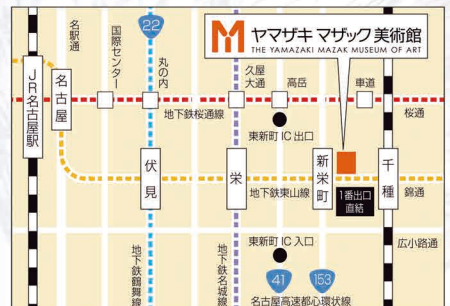 名駅通
国際センター
22
丸の内
ヤマザキ マザック 美術館
THE YAMAZAKI MAZAK MUSEUM OF ART
久屋大通
高岳
車道
JR名古屋駅
名古屋
地下鉄桜通線
桜通
東新町 IC 出口
伏見
栄
新栄町
千種
地下鉄東山線
1番出口
直結
錦通
東新町 IC 入口
広小路通
地下鉄鶴舞線
地下鉄名城線
41
153
名古屋高速都心環状線